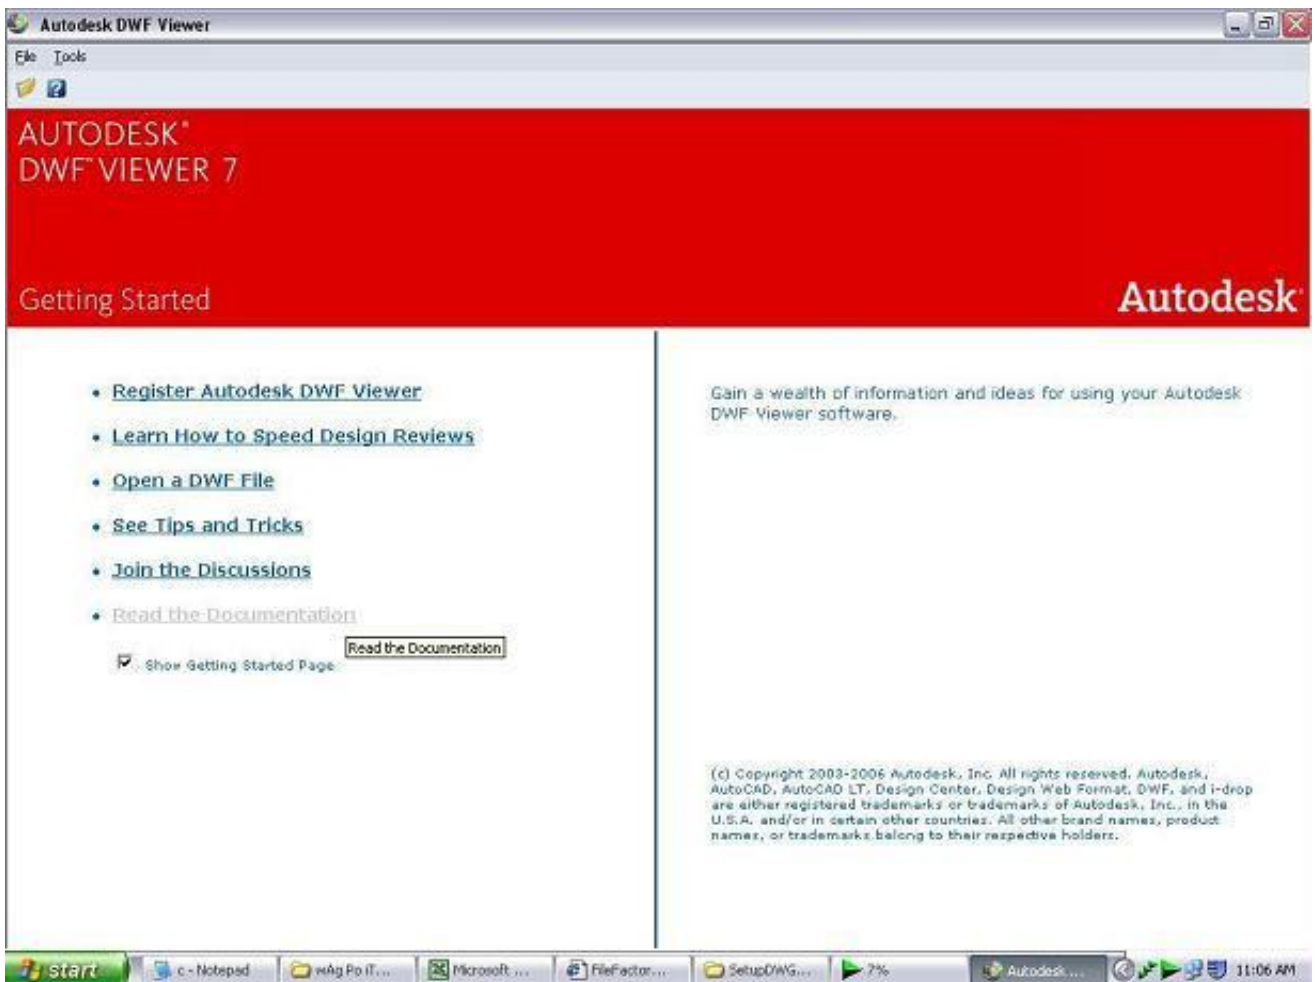 Autodesk DWF Viewer
File Tools
AUTODESK®
DWF™ VIEWER 7
Getting Started
Autodesk®
• Register Autodesk DWF Viewer
• Learn How to Speed Design Reviews
• Open a DWF File
• See Tips and Tricks
• Join the Discussions
• Read the Documentation
Read the Documentation
Show Getting Started Page
Gain a wealth of information and ideas for using your Autodesk
DWF Viewer software.
(c) Copyright 2003-2006 Autodesk, Inc. All rights reserved. Autodesk,
AutoCAD, AutoCAD LT, Design Center, Design Web Format, DWF, and i-drop
are either registered trademarks or trademarks of Autodesk, Inc., in the
U.S.A. and/or in certain other countries. All other brand names, product
names, or trademarks belong to their respective holders.
start c - Notepad wAg Po iT... Microsoft ... FileFactor... SetupDWG... 7% Autodesk ... 11:06 AM